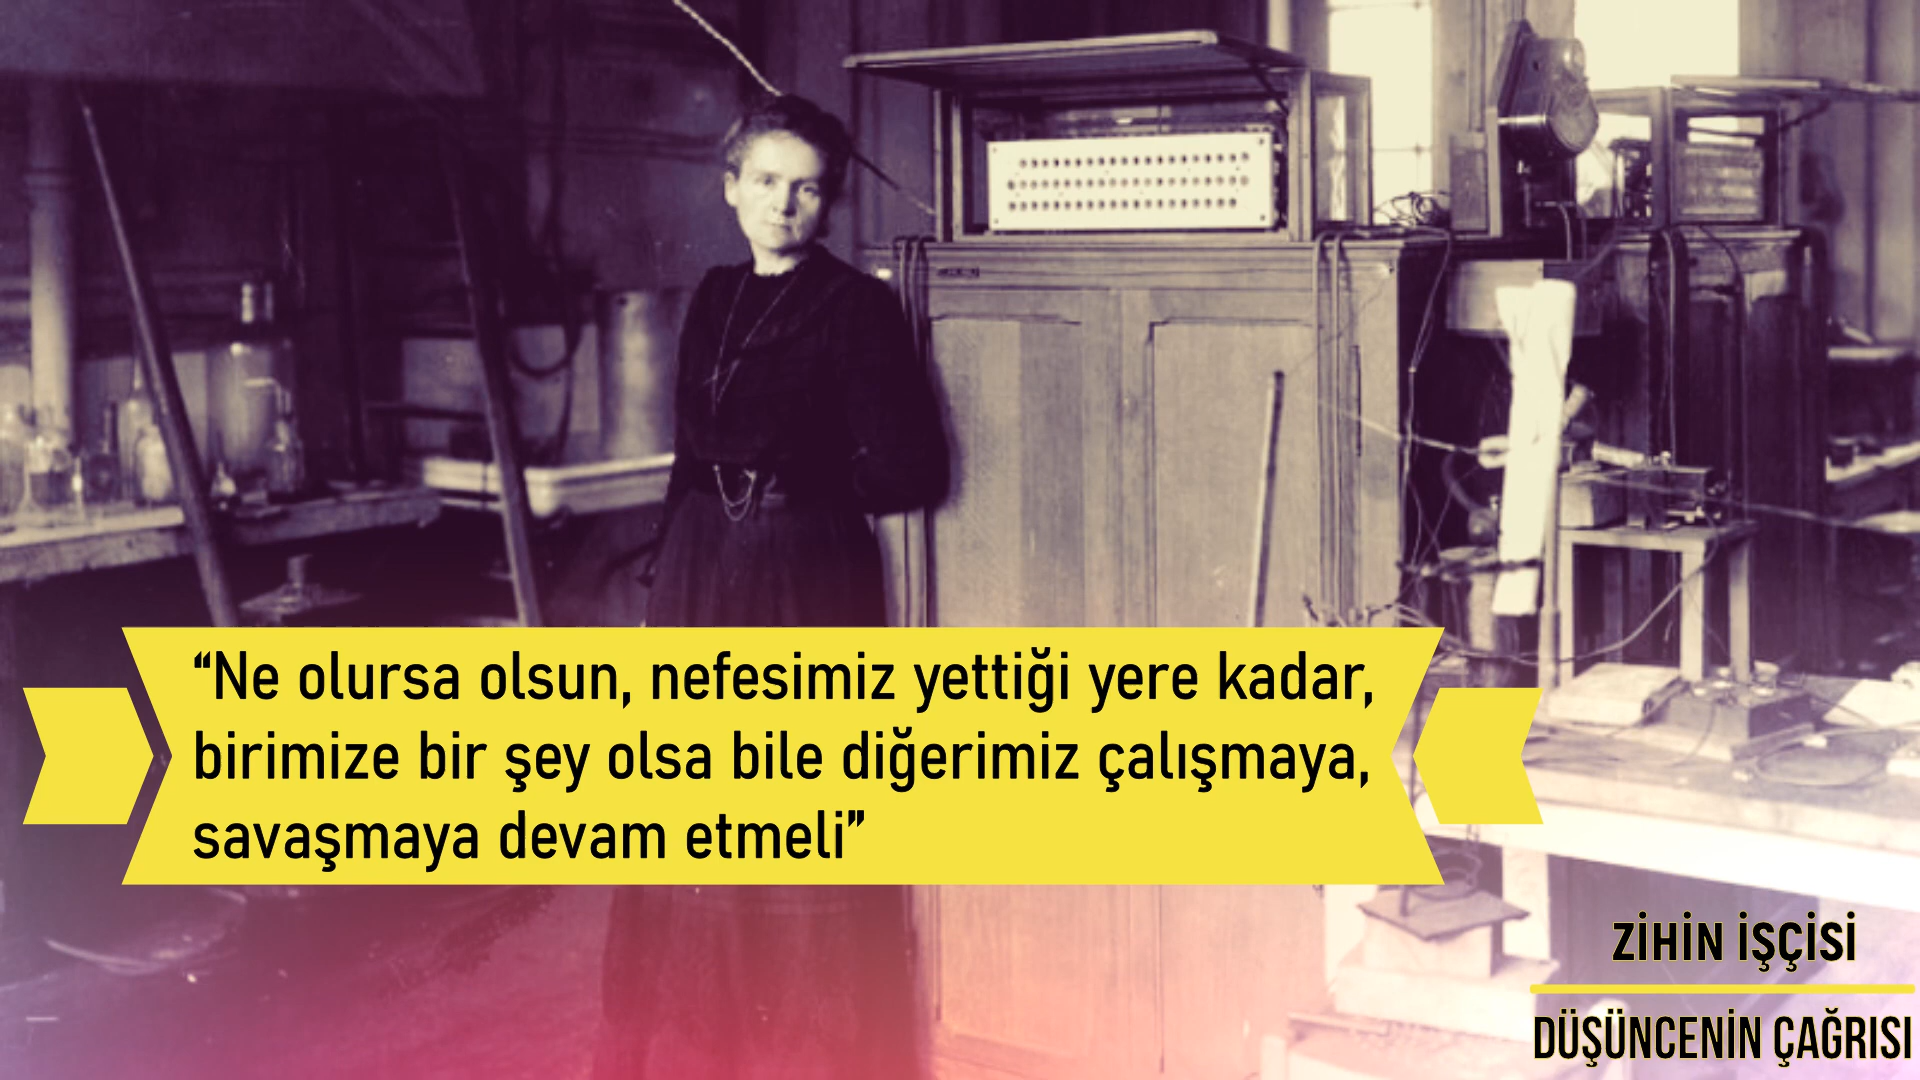 “Ne olursa olsun, nefesimiz yettiği yere kadar,
birimize bir şey olsa bile diğerimiz çalışmaya,
savaşmaya devam etmeli”
ZİHİN İŞÇİSİ
DÜŞÜNCENİN ÇAĞRISI